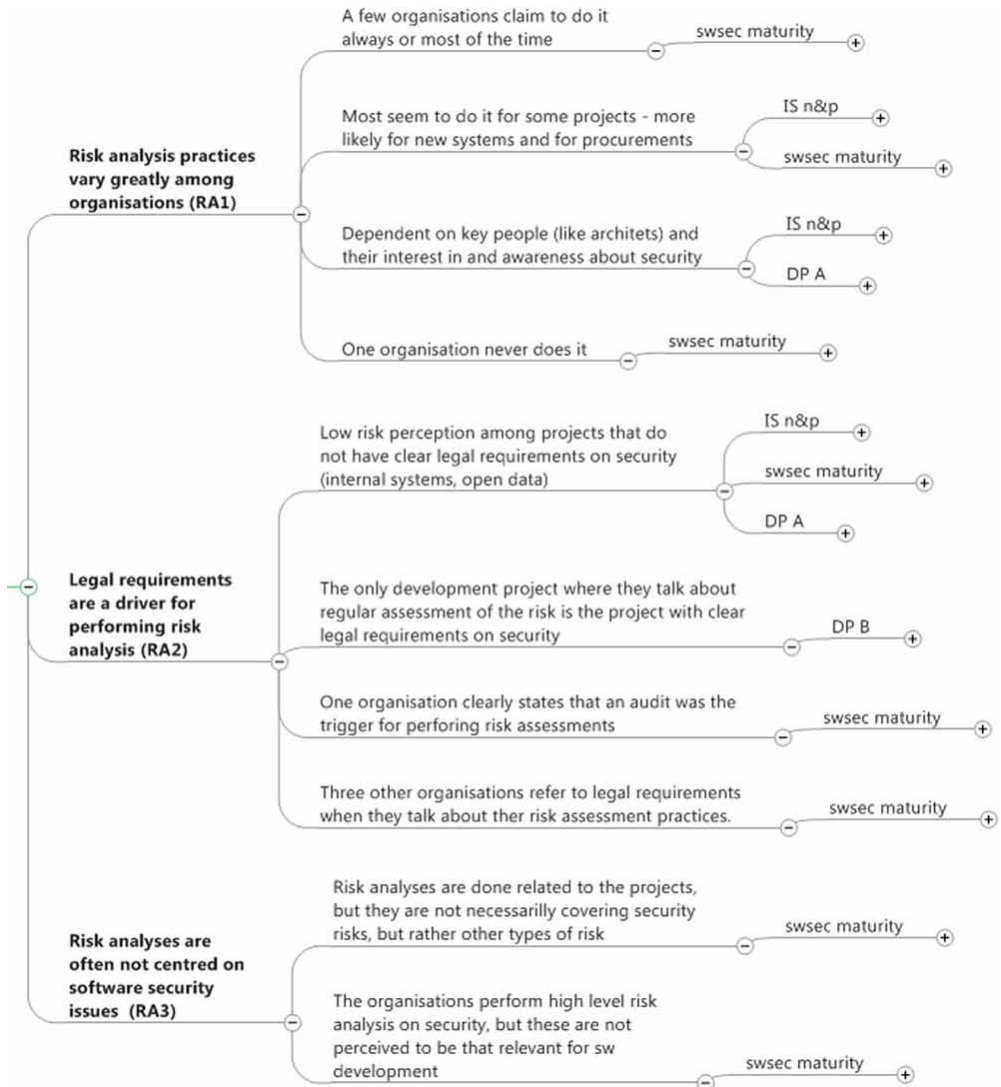 A few organisations claim to do it
always or most of the time
swsec maturity
Most seem to do it for some projects - more
likely for new systems and for procurements
IS n&p
swsec maturity
Risk analysis practices
vary greatly among
organisations (RA1)
Dependent on key people (like architets) and
their interest in and awareness about security
IS n&p
DP A
One organisation never does it
swsec maturity
Low risk perception among projects that do
not have clear legal requirements on security
(internal systems, open data)
IS n&p
swsec maturity
DP A
Legal requirements
are a driver for
performing risk
analysis (RA2)
The only development project where they talk about
regular assessment of the risk is the project with clear
legal requirements on security
DP B
One organisation clearly states that an audit was the
trigger for perforing risk assessments
swsec maturity
Three other organisations refer to legal requirements
when they talk about ther risk assessment practices.
swsec maturity
Risk analyses are done related to the projects,
but they are not necessarilly covering security
risks, but rather other types of risk
swsec maturity
Risk analyses are
often not centred on
software security
issues (RA3)
The organisations perform high level risk
analysis on security, but these are not
perceived to be that relevant for sw
development
swsec maturity